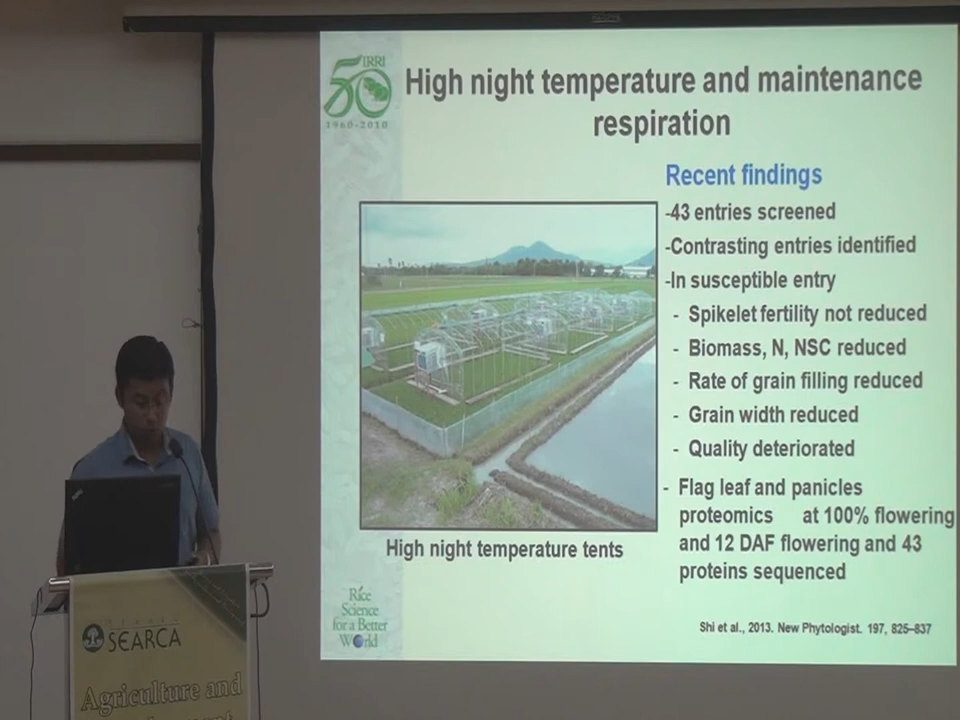 50 IRRI
1960-2010
High night temperature and maintenance
respiration
Recent findings
-43 entries screened
-Contrasting entries identified
-In susceptible entry
- Spikelet fertility not reduced
- Biomass, N, NSC reduced
- Rate of grain filling reduced
- Grain width reduced
- Quality deteriorated
- Flag leaf and panicles
proteomics at 100% flowering
and 12 DAF flowering and 43
proteins sequenced
High night temperature tents
Rice
Science
for a Better
World
Shi et al., 2013. New Phytologist. 197, 825–837
SEARCA
Agriculture and